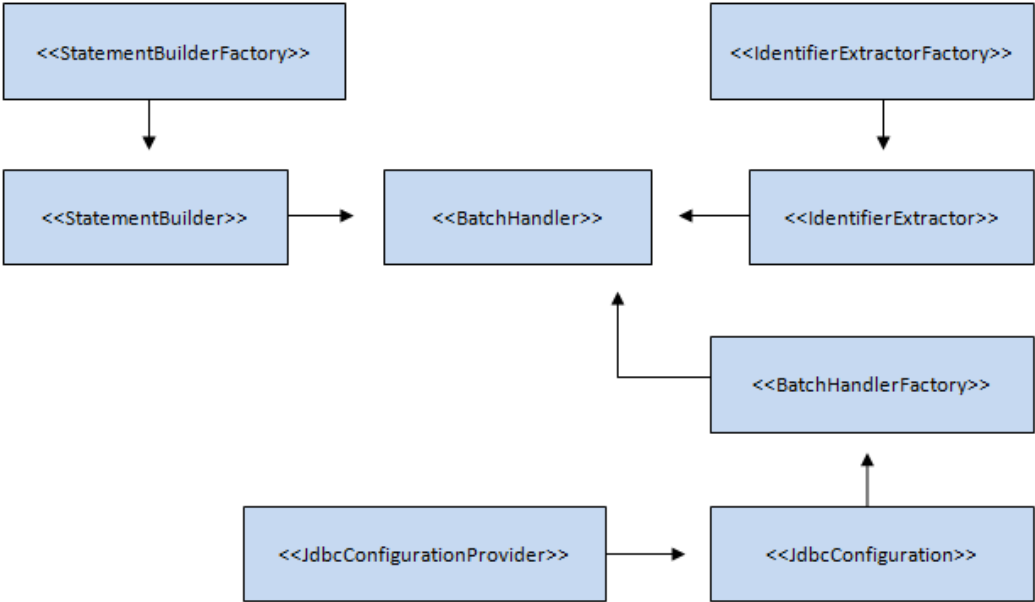 <<StatementBuilderFactory>>
<<IdentifierExtractorFactory>>
<<StatementBuilder>>
<<BatchHandler>>
<<IdentifierExtractor>>
<<BatchHandlerFactory>>
<<JdbcConfigurationProvider>>
<<JdbcConfiguration>>